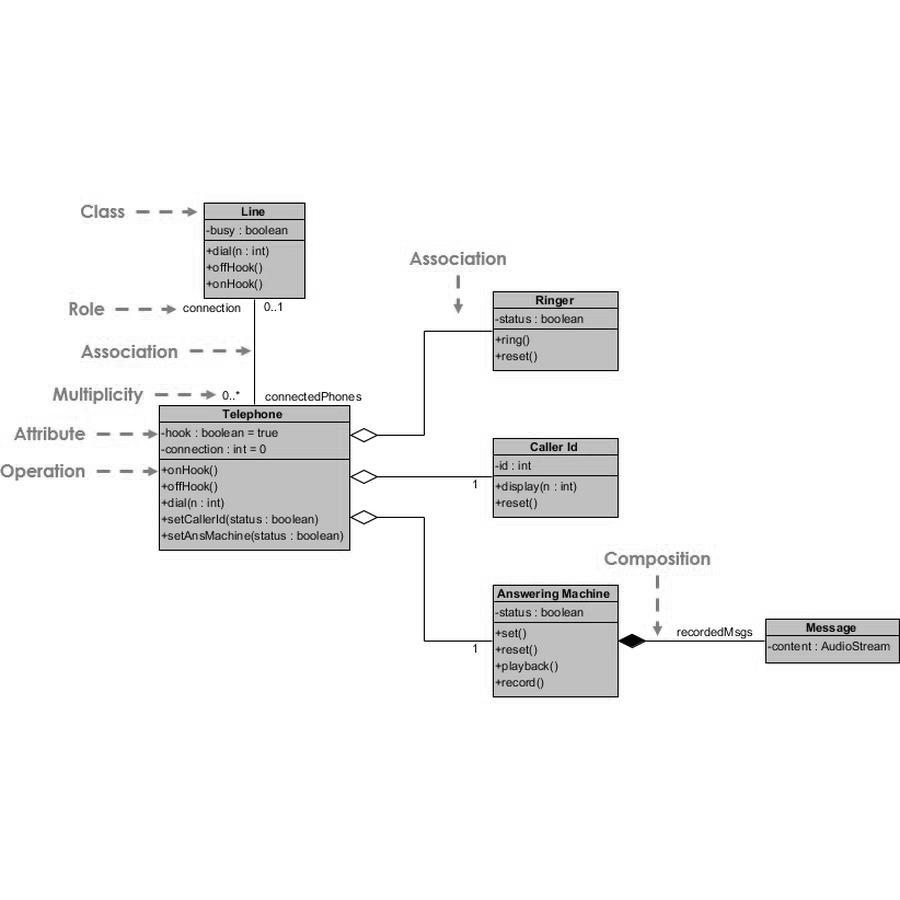 Class
Line
-busy : boolean
+dial(n : int)
+offHook()
+onHook()
Role
connection
0..1
Association
Multiplicity
0..*
connectedPhones
Attribute
Operation
Telephone
-hook : boolean = true
-connection : int = 0
+onHook()
+offHook()
+dial(n : int)
+setCallerId(status : boolean)
+setAnsMachine(status : boolean)
Association
Ringer
-status : boolean
+ring()
+reset()
Caller Id
-id : int
+display(n : int)
+reset()
1
Answering Machine
-status : boolean
+set()
+reset()
+playback()
+record()
1
Composition
recordedMsgs
Message
-content : AudioStream